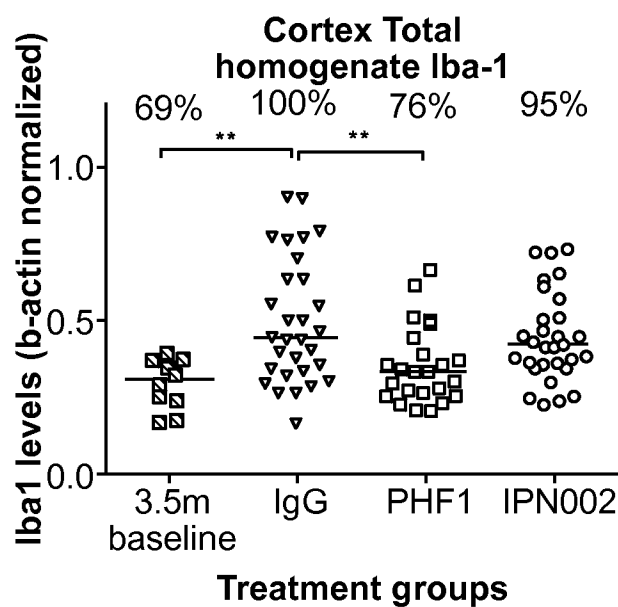 Cortex Total
homogenate Iba-1
69% 100% 76% 95%
** **
Iba1 levels (b-actin normalized)
1.0
0.5
0.0
3.5m baseline IgG PHF1 IPN002
Treatment groups